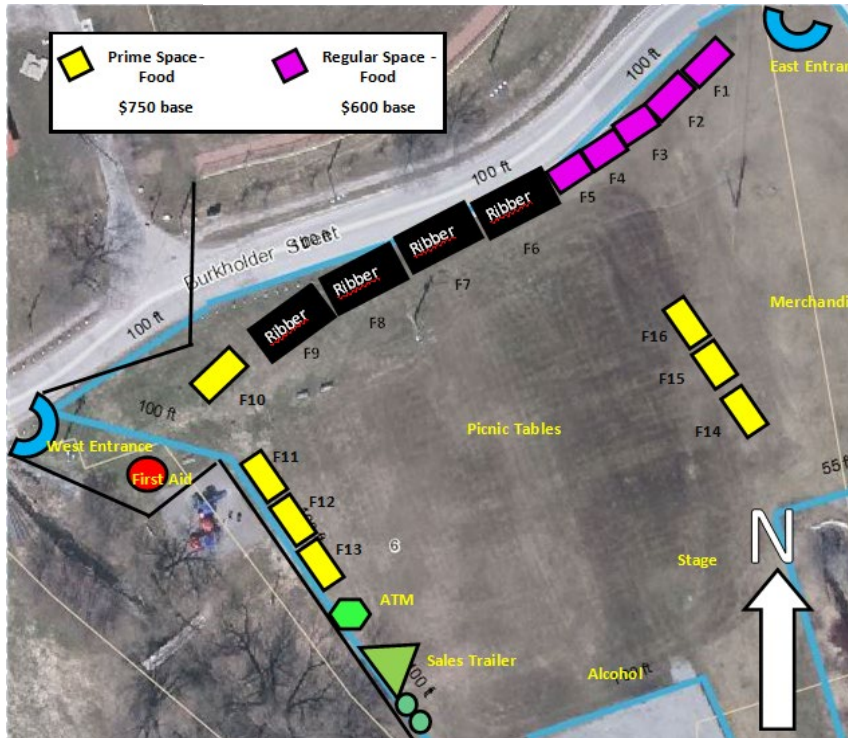 Prime Space-
Food
$750 base
Regular Space -
Food
$600 base
East Entran
100 ft
F1
F2
F3
F4
F5
100 ft
Ribber
F6
Ribber
F7
Ribber
F8
Ribber
F9
Burkholder Street
100 ft
F10
100 ft
West Entrance
First Aid
F11
F12
F13
F16
F15
F14
Merchandi
Picnic Tables
55 ft
6
N
Stage
ATM
Sales Trailer
100 ft
Alcohol
100 ft